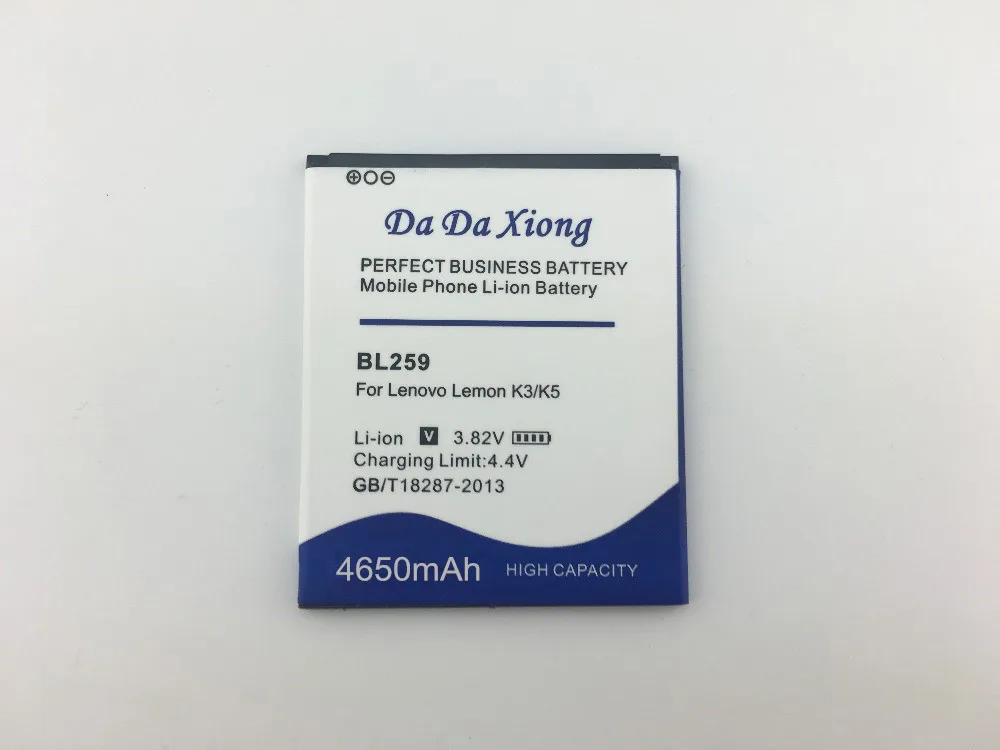 ⊕○⊖
Da Da Xiong
PERFECT BUSINESS BATTERY
Mobile Phone Li-ion Battery
BL259
For Lenovo Lemon K3/K5
Li-ion V 3.82V
Charging Limit:4.4V
GB/T18287-2013
4650mAh HIGH CAPACITY